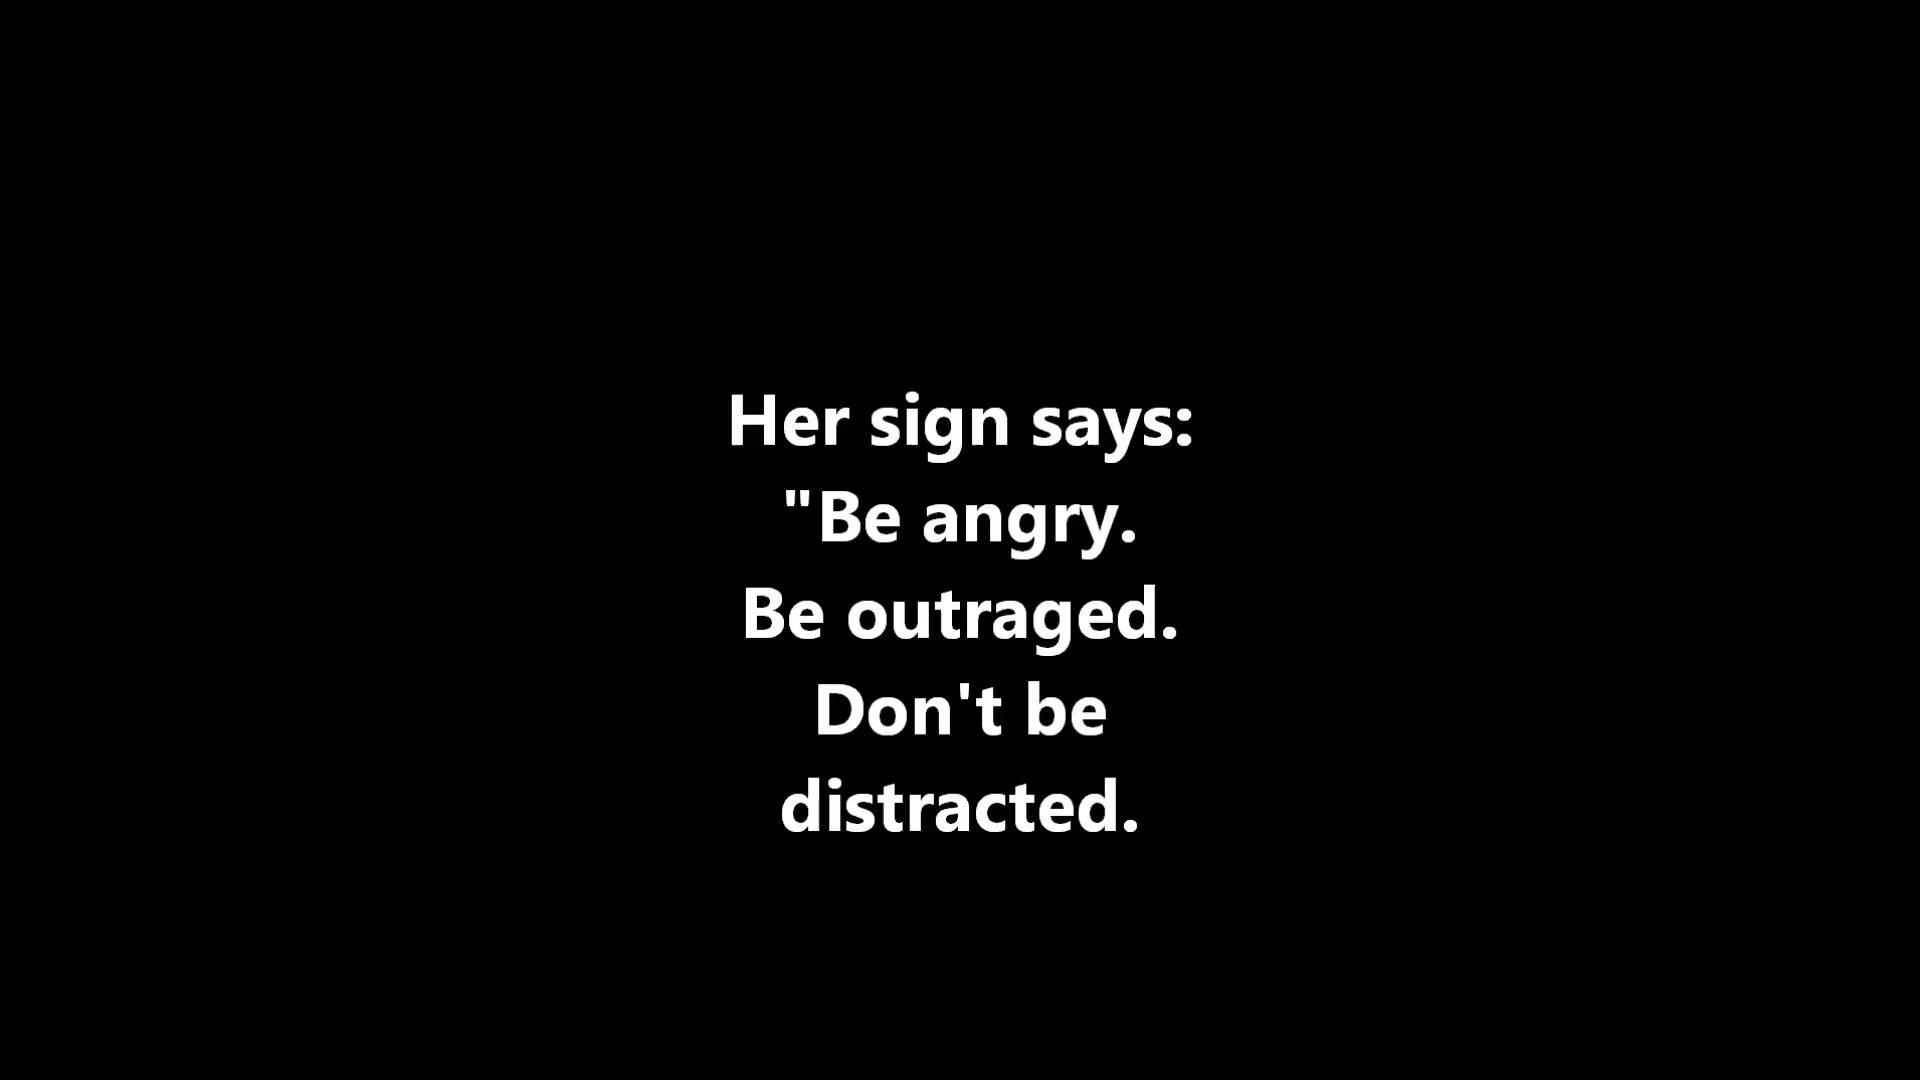 Her sign says:
"Be angry.
Be outraged.
Don't be
distracted.